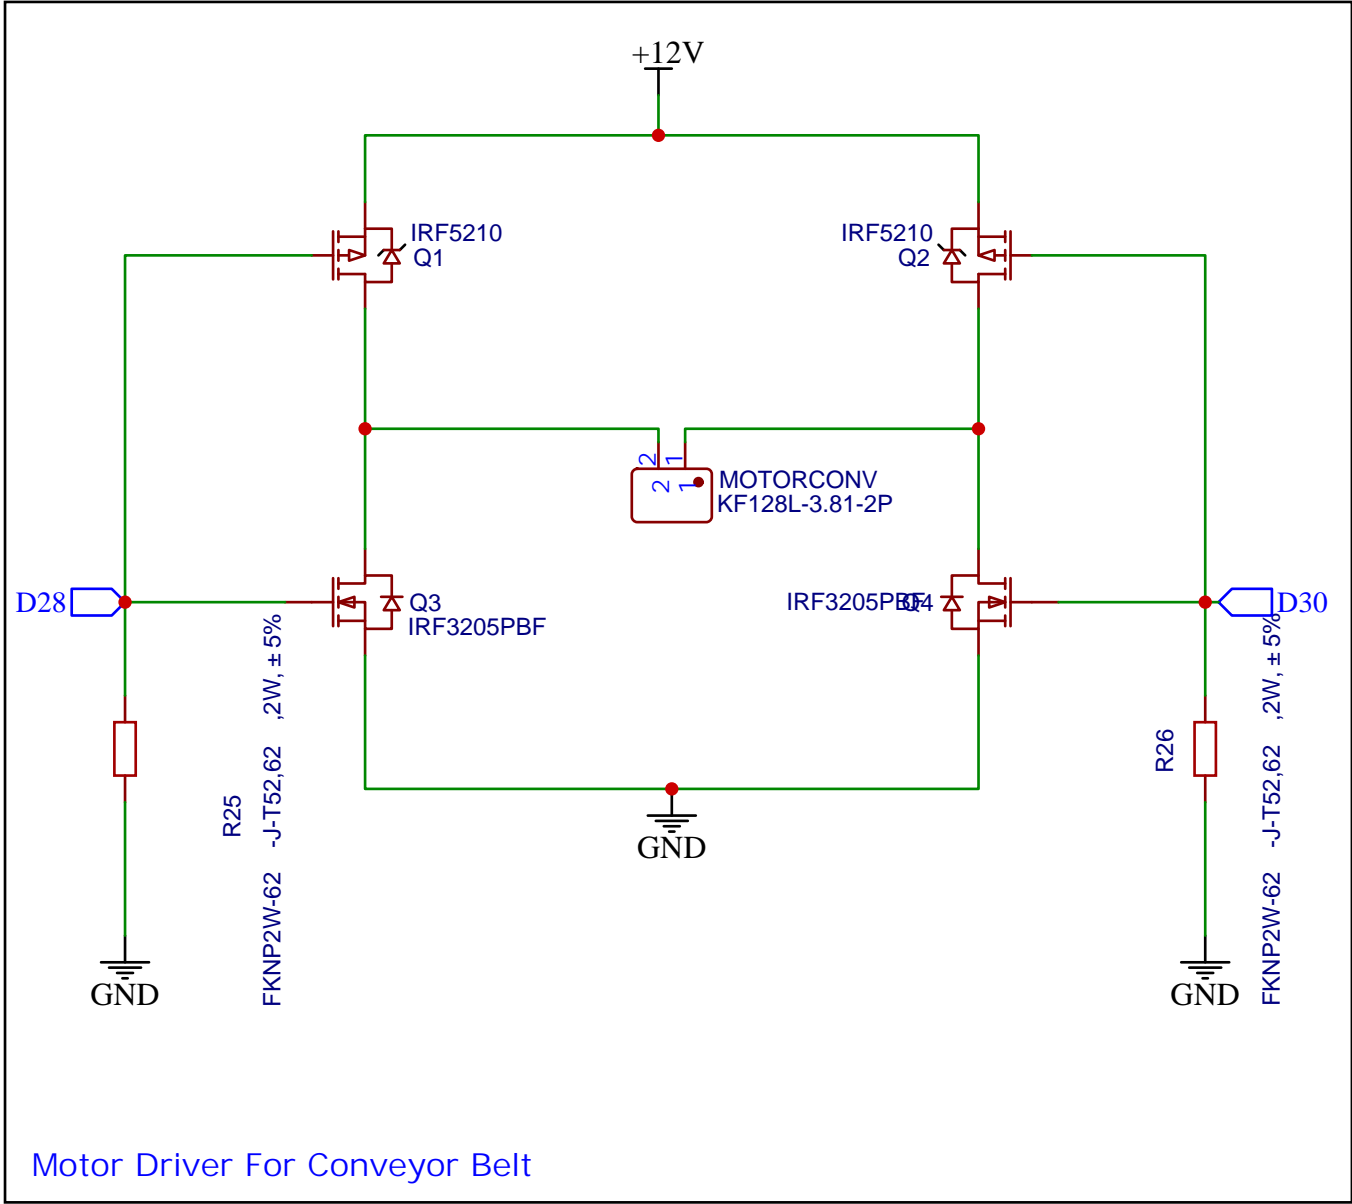 +12V
IRF5210
Q1
IRF5210
Q2
2
1
2
1
MOTORCONV
KF128L-3.81-2P
D28
Q3
IRF3205PBF
IRF3205PBF
Q4
D30
R25
FKNP2W-62 -J-T52,62 ,2W, ± 5%
R26
FKNP2W-62 -J-T52,62 ,2W, ± 5%
GND
GND
GND
Motor Driver For Conveyor Belt